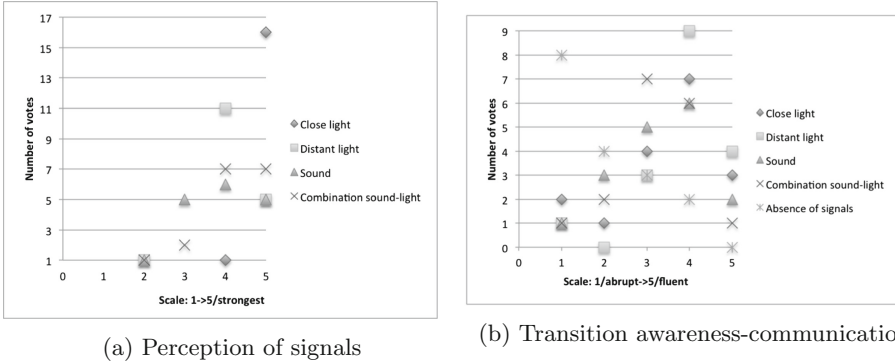 17
15
13
11
9
7
5
3
1
Number of votes
0 1 2 3 4 5
Scale: 1->5/strongest
Close light
Distant light
Sound
Combination sound-light
(a) Perception of signals
9
8
7
6
5
4
3
2
1
0
Number of votes
0 1 2 3 4 5
Scale: 1/abrupt->5/fluent
Close light
Distant light
Sound
Combination sound-light
Absence of signals
(b) Transition awareness-communicatio